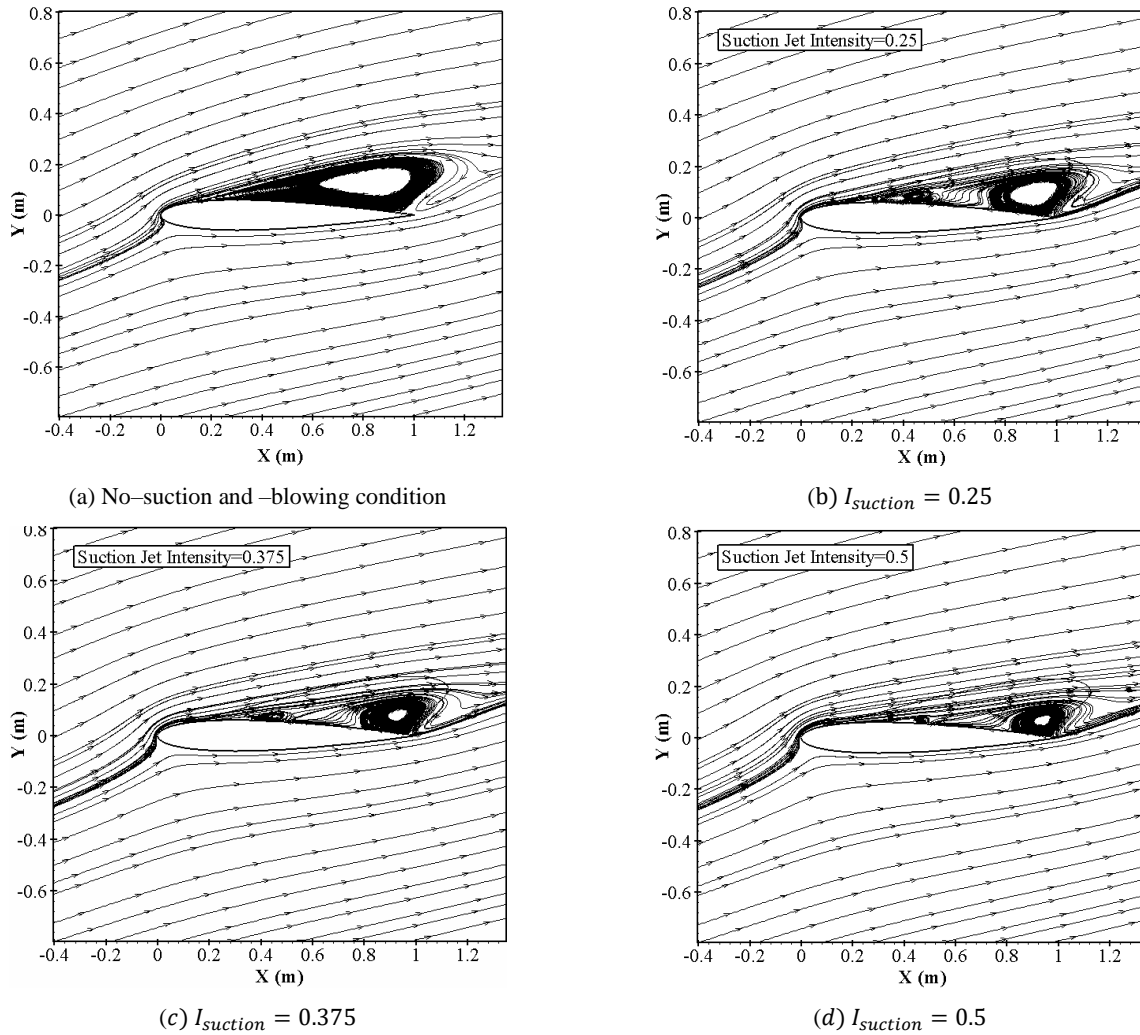 0.8
0.6
0.4
0.2
0
-0.2
-0.4
-0.6
Y (m)
-0.4 -0.2 0 0.2 0.4 0.6 0.8 1 1.2
X (m)
(a) No–suction and –blowing condition
Suction Jet Intensity=0.25
0.8
0.6
0.4
0.2
0
-0.2
-0.4
-0.6
Y (m)
-0.4 -0.2 0 0.2 0.4 0.6 0.8 1 1.2
X (m)
(b) I_suction = 0.25
Suction Jet Intensity=0.375
0.8
0.6
0.4
0.2
0
-0.2
-0.4
-0.6
Y (m)
-0.4 -0.2 0 0.2 0.4 0.6 0.8 1 1.2
X (m)
(c) I_suction = 0.375
Suction Jet Intensity=0.5
0.8
0.6
0.4
0.2
0
-0.2
-0.4
-0.6
Y (m)
-0.4 -0.2 0 0.2 0.4 0.6 0.8 1 1.2
X (m)
(d) I_suction = 0.5